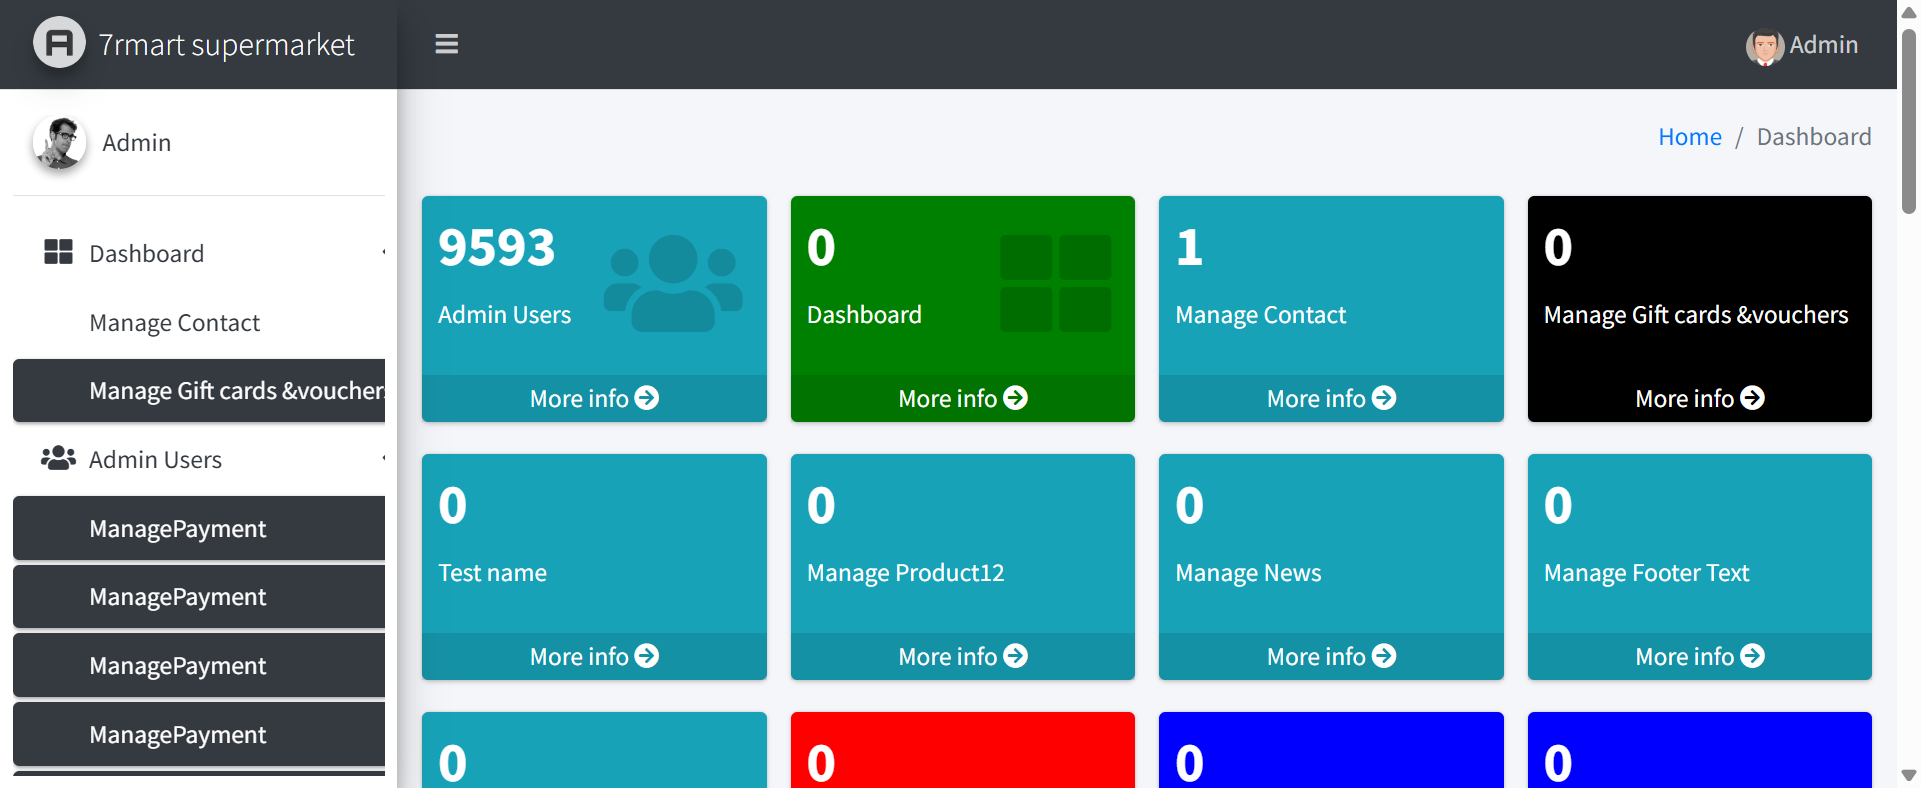 7rmart supermarket
Admin
Admin
Home / Dashboard
Dashboard
Manage Contact
Manage Gift cards &voucher
Admin Users
ManagePayment
ManagePayment
ManagePayment
ManagePayment
9593
Admin Users
More info
0
Dashboard
More info
1
Manage Contact
More info
0
Manage Gift cards &vouchers
More info
0
Test name
More info
0
Manage Product12
More info
0
Manage News
More info
0
Manage Footer Text
More info
0
0
0
0